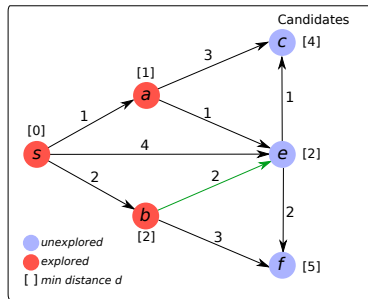 Candidates
c [4]
3
[1]
a
1
1
1
[0]
s
4
e [2]
2
2
2
b
[2]
3
f [5]
unexplored
explored
[ ] min distance d